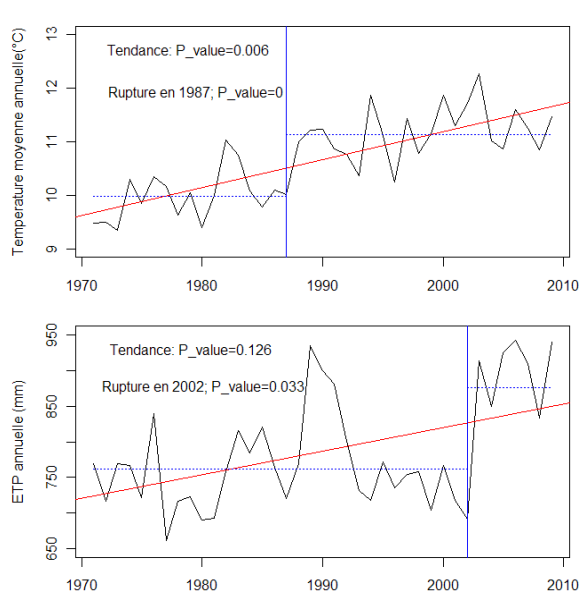 Temperature moyenne annuelle(°C)
13
12
11
10
9
Tendance: P_value=0.006
Rupture en 1987; P_value=0
1970 1980 1990 2000 2010
ETP annuelle (mm)
950
850
750
650
Tendance: P_value=0.126
Rupture en 2002; P_value=0.033
1970 1980 1990 2000 2010